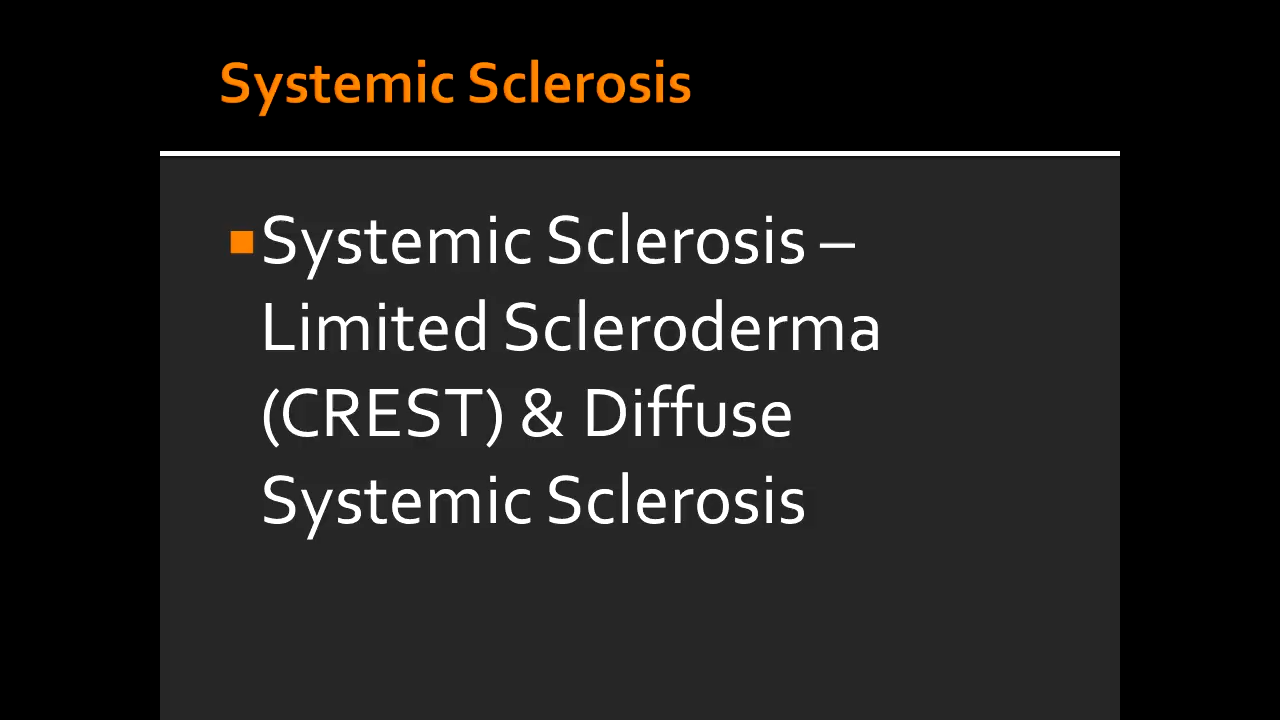 Systemic Sclerosis
Systemic Sclerosis –
Limited Scleroderma
(CREST) & Diffuse
Systemic Sclerosis